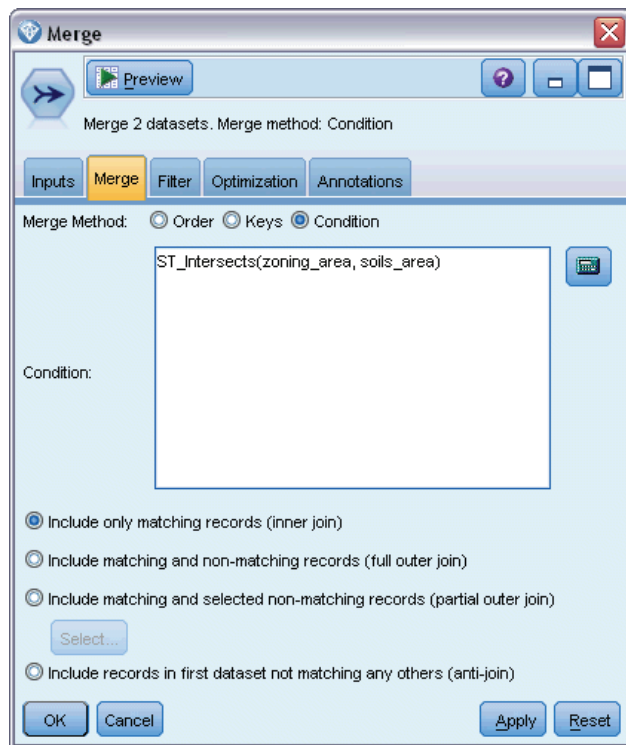 Merge
Preview
Merge 2 datasets. Merge method: Condition
Inputs Merge Filter Optimization Annotations
Merge Method: Order Keys Condition
ST_Intersects(zoning_area, soils_area)
Condition:
Include only matching records (inner join)
Include matching and non-matching records (full outer join)
Include matching and selected non-matching records (partial outer join)
Select...
Include records in first dataset not matching any others (anti-join)
OK Cancel Apply Reset